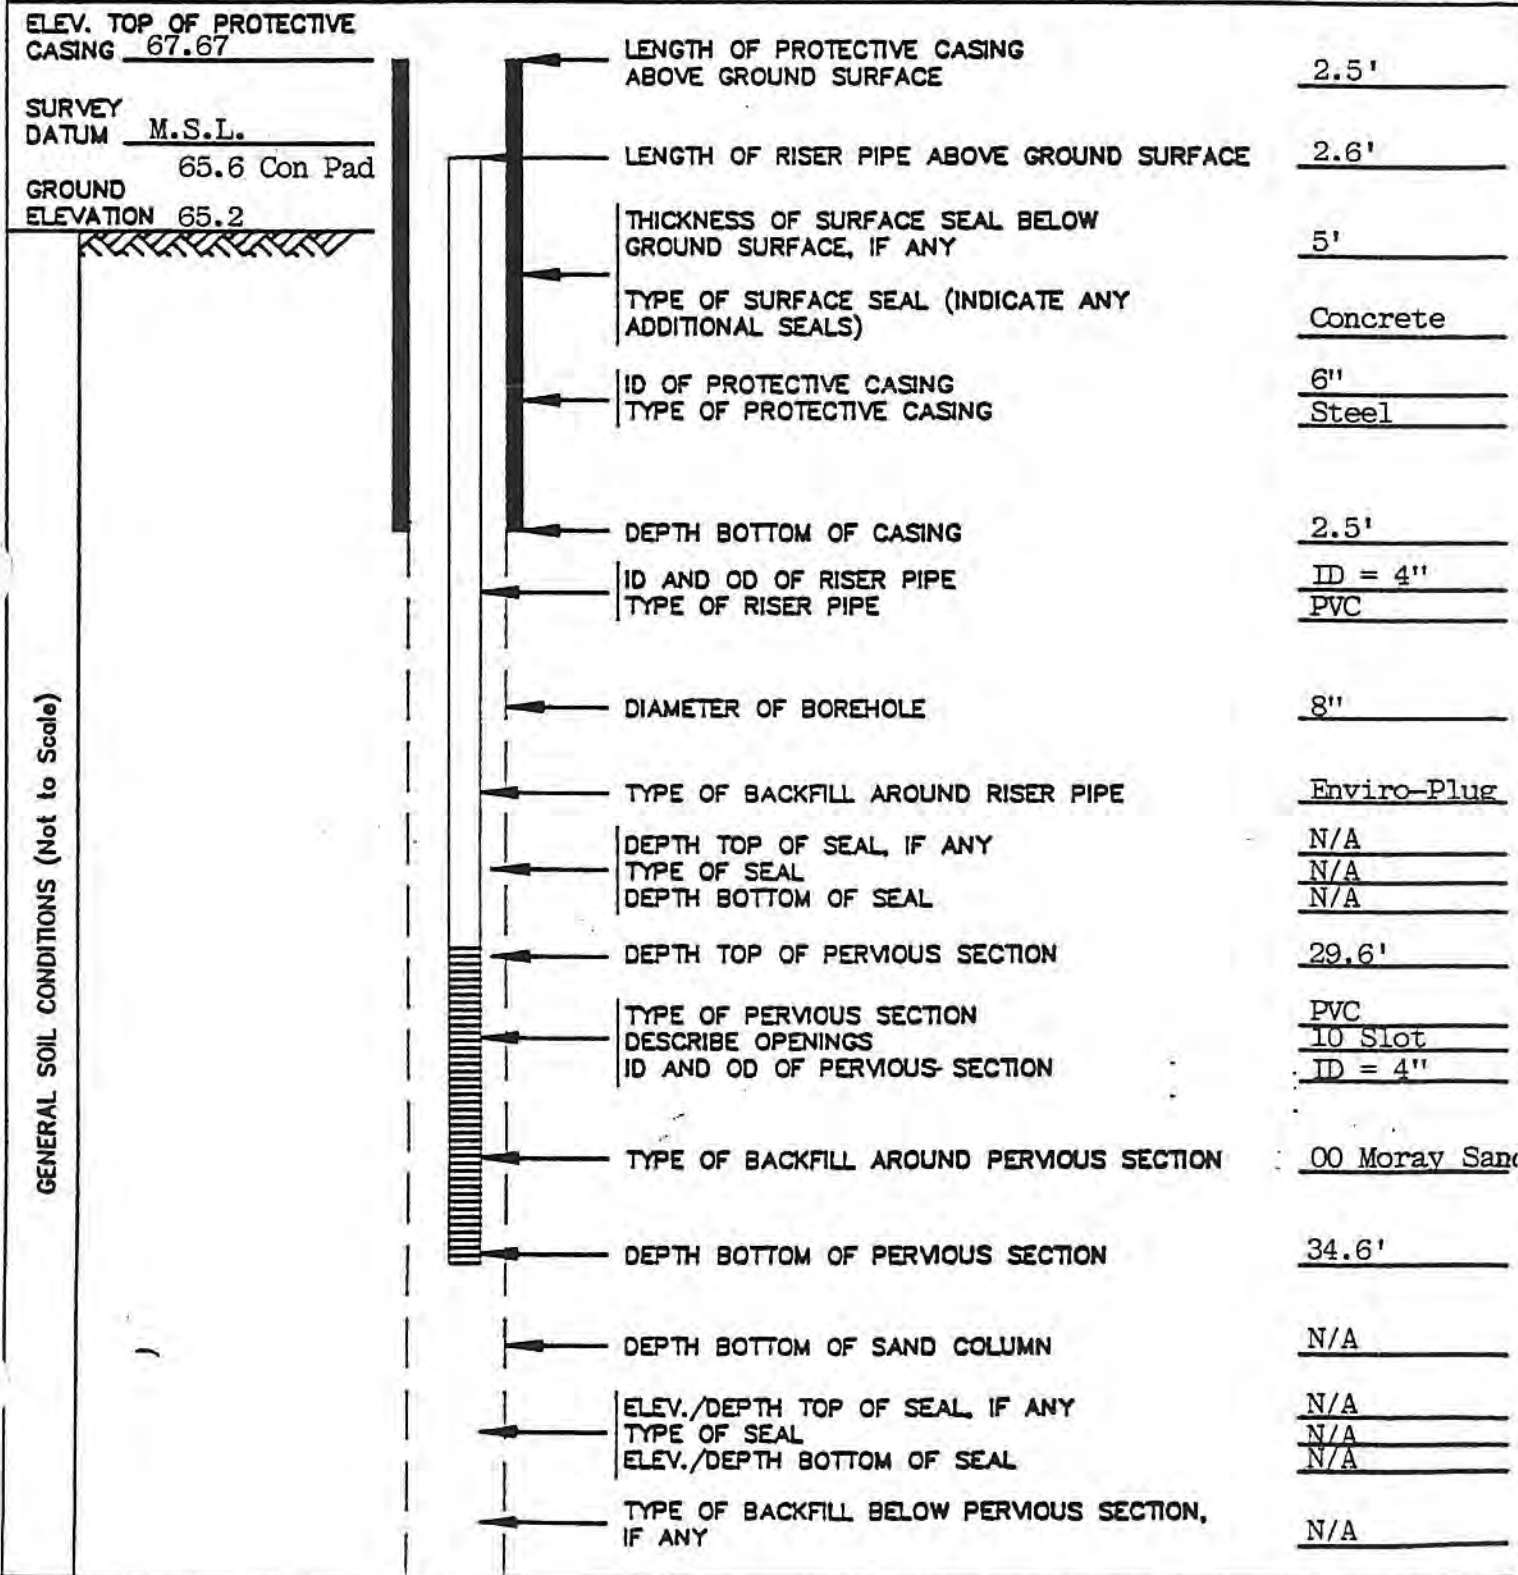 ELEV. TOP OF PROTECTIVE
CASING 67.67
SURVEY
DATUM M.S.L.
65.6 Con Pad
GROUND
ELEVATION 65.2
GENERAL SOIL CONDITIONS (Not to Scale)
LENGTH OF PROTECTIVE CASING
ABOVE GROUND SURFACE 2.5'
LENGTH OF RISER PIPE ABOVE GROUND SURFACE 2.6'
THICKNESS OF SURFACE SEAL BELOW
GROUND SURFACE, IF ANY 5'
TYPE OF SURFACE SEAL (INDICATE ANY
ADDITIONAL SEALS) Concrete
ID OF PROTECTIVE CASING 6"
TYPE OF PROTECTIVE CASING Steel
DEPTH BOTTOM OF CASING 2.5'
ID AND OD OF RISER PIPE ID = 4"
TYPE OF RISER PIPE PVC
DIAMETER OF BOREHOLE 8"
TYPE OF BACKFILL AROUND RISER PIPE Enviro-Plug
DEPTH TOP OF SEAL, IF ANY N/A
TYPE OF SEAL N/A
DEPTH BOTTOM OF SEAL N/A
DEPTH TOP OF PERVIOUS SECTION 29.6'
TYPE OF PERVIOUS SECTION PVC
DESCRIBE OPENINGS 10 Slot
ID AND OD OF PERVIOUS SECTION ID = 4"
TYPE OF BACKFILL AROUND PERVIOUS SECTION 00 Moray Sand
DEPTH BOTTOM OF PERVIOUS SECTION 34.6'
DEPTH BOTTOM OF SAND COLUMN N/A
ELEV./DEPTH TOP OF SEAL, IF ANY N/A
TYPE OF SEAL N/A
ELEV./DEPTH BOTTOM OF SEAL N/A
TYPE OF BACKFILL BELOW PERVIOUS SECTION,
IF ANY N/A